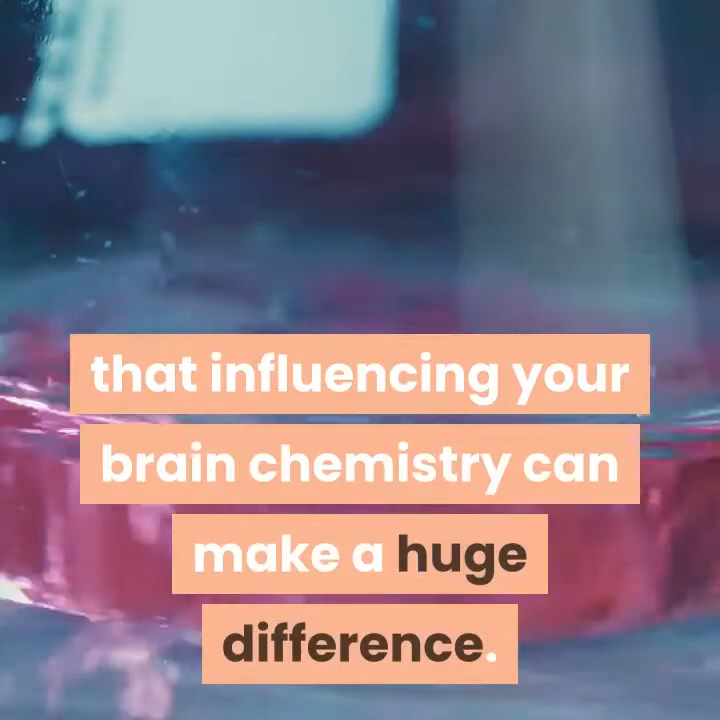 that influencing your
brain chemistry can
make a huge
difference.